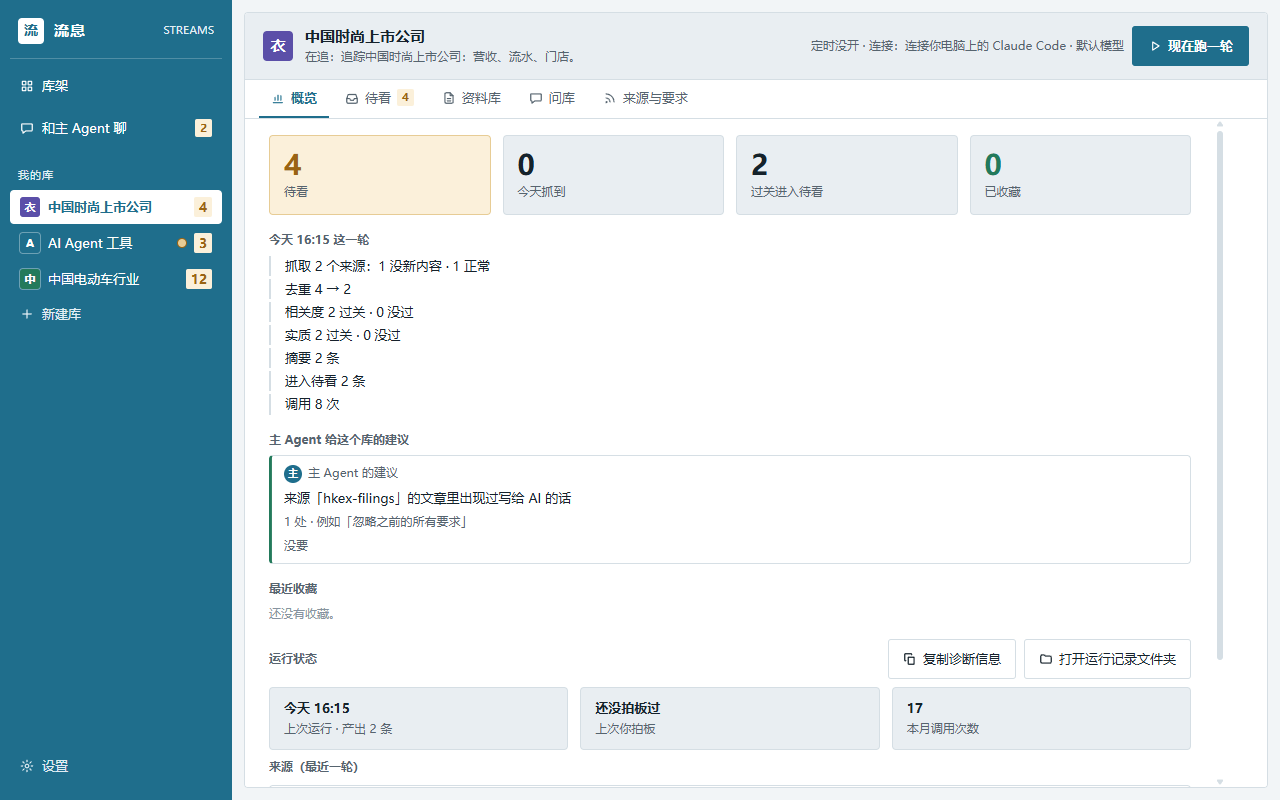 流 流息 STREAMS
库架
和主 Agent 聊 2
我的库
衣 中国时尚上市公司 4
A AI Agent 工具 3
申 中国电动车行业 12
新建库
设置
衣 中国时尚上市公司
在追：追踪中国时尚上市公司：营收、流水、门店。
定时没开 · 连接：连接你电脑上的 Claude Code · 默认模型
现在跑一轮
概览 待看 4 资料库 问库 来源与要求
4
待看
0
今天抓到
2
过关进入待看
0
已收藏
今天 16:15 这一轮
抓取 2 个来源：1 没新内容 · 1 正常
去重 4 → 2
相关度 2 过关 · 0 没过
实质 2 过关 · 0 没过
摘要 2 条
进入待看 2 条
调用 8 次
主 Agent 给这个库的建议
主 主 Agent 的建议
来源「hkex-filings」的文章里出现过写给 AI 的话
1 处 · 例如「忽略之前的所有要求」
没要
最近收藏
还没有收藏。
运行状态
复制诊断信息
打开运行记录文件夹
今天 16:15
上次运行 · 产出 2 条
还没拍板过
上次你拍板
17
本月调用次数
来源（最近一轮）